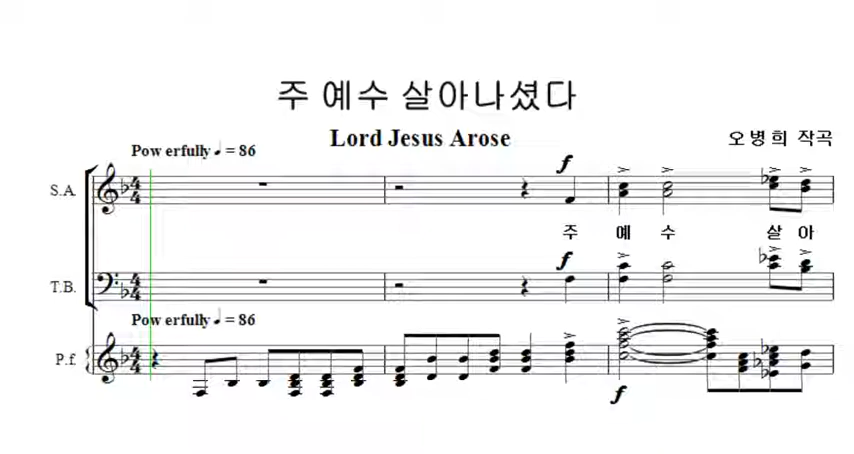 주 예수 살아나셨다
Lord Jesus Arose
오 병 희 작곡
Pow erfully ♩ = 86
S.A.
f
주 예 수 살 아
f
T.B.
Pow erfully ♩ = 86
P.f
f